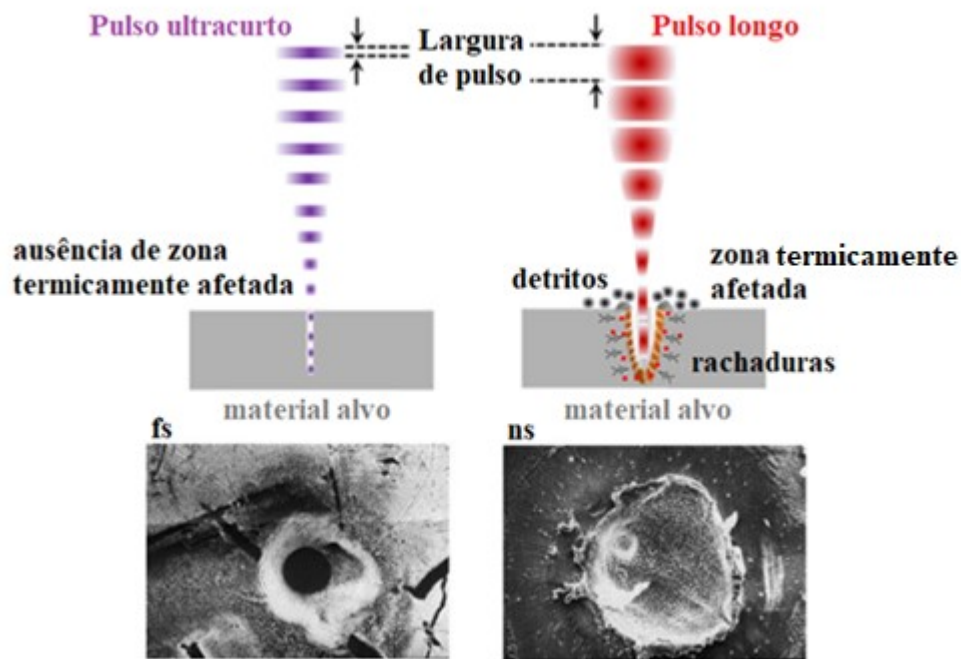 Pulso ultracurto
Largura
de pulso
Pulso longo
ausência de zona
termicamente afetada
detritos
zona termicamente
afetada
rachaduras
material alvo
material alvo
fs
ns